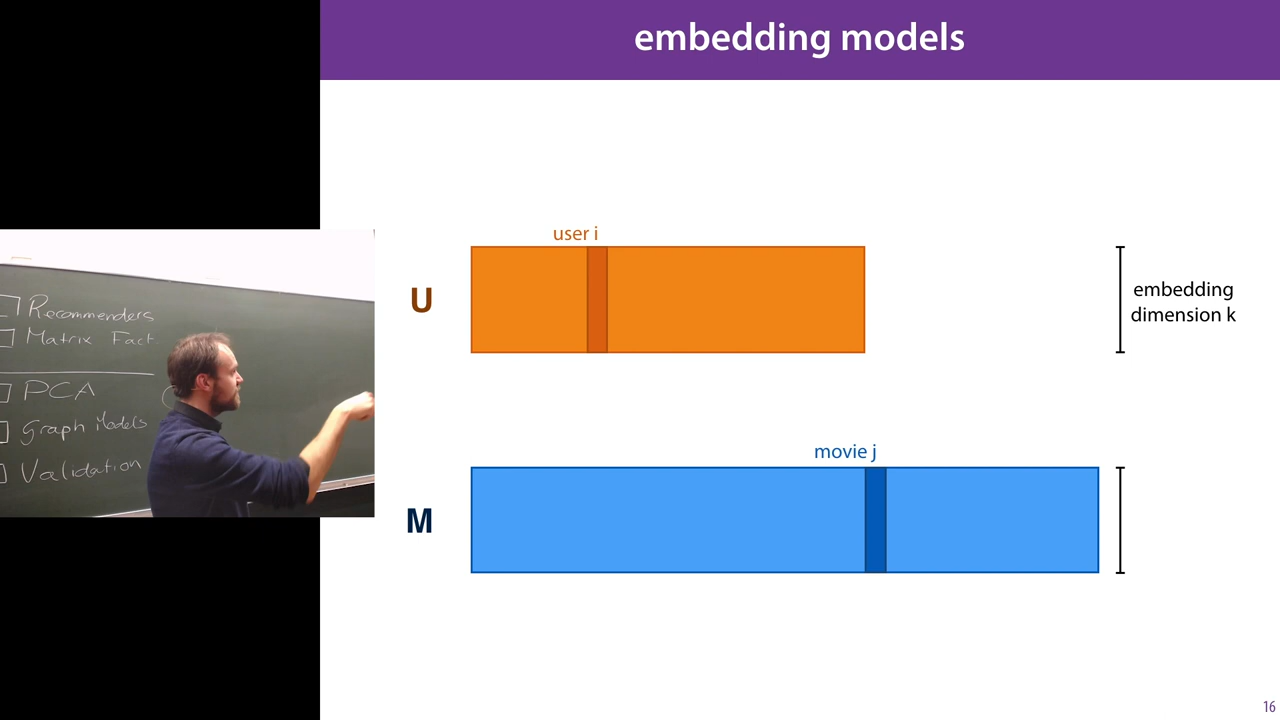 embedding models
Recommenders
Matrix Fact.
PCA
Graph Models
Validation
user i
U
embedding
dimension k
movie j
M
16